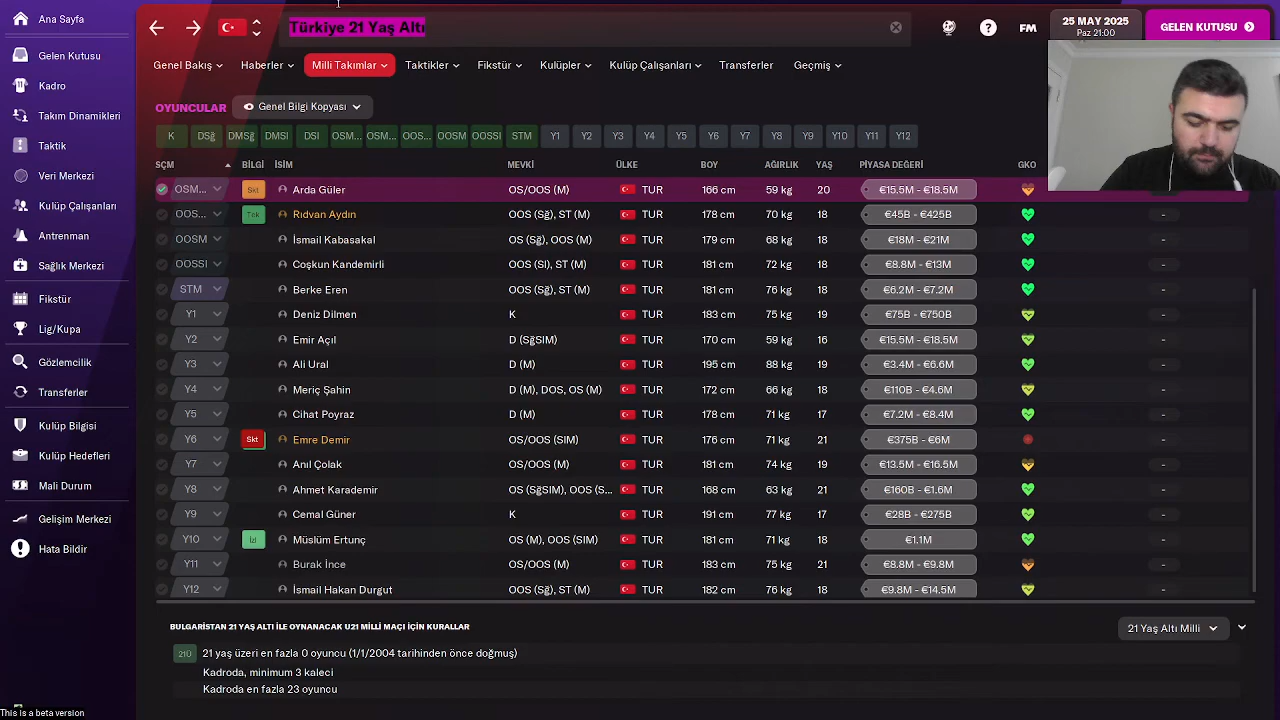 Ana Sayfa
Türkiye 21 Yaş Altı
FM
25 MAY 2025
Paz 21:00
GELEN KUTUSU
Gelen Kutusu
Kadro
Takım Dinamikleri
Taktik
Veri Merkezi
Kulüp Çalışanları
Antrenman
Sağlık Merkezi
Fikstür
Lig/Kupa
Gözlemcilik
Transferler
Kulüp Bilgisi
Kulüp Hedefleri
Mali Durum
Gelişim Merkezi
Hata Bildir
This is a beta version
Genel Bakış Haberler Milli Takımlar Taktikler Fikstür Kulüpler Kulüp Çalışanları Transferler Geçmiş
OYUNCULAR Genel Bilgi Kopyası
K DSğ DMSğ DMSI DSI OSM... OSM... OOS... OOSM OOSSI STM Y1 Y2 Y3 Y4 Y5 Y6 Y7 Y8 Y9 Y10 Y11 Y12
SÇM BİLGİ İSİM MEVKİ ÜLKE BOY AĞIRLIK YAŞ PİYASA DEĞERİ GKO
OSM... Skt Arda Güler OS/OOS (M) TUR 166 cm 59 kg 20 €15.5M - €18.5M
OOS... Tek Rıdvan Aydın OOS (Sğ), ST (M) TUR 178 cm 70 kg 18 €45B - €425B -
OOSM İsmail Kabasakal OS (Sğ), OOS (M) TUR 179 cm 68 kg 18 €18M - €21M -
OOSSI Coşkun Kandemirli OOS (SI), ST (M) TUR 181 cm 72 kg 18 €8.8M - €13M -
STM Berke Eren OOS (Sğ), ST (M) TUR 181 cm 76 kg 18 €6.2M - €7.2M -
Y1 Deniz Dilmen K TUR 183 cm 75 kg 19 €75B - €750B -
Y2 Emir Açıl D (SğSIM) TUR 170 cm 59 kg 16 €15.5M - €18.5M -
Y3 Ali Ural D (M) TUR 195 cm 88 kg 19 €3.4M - €6.6M -
Y4 Meriç Şahin D (M), DOS, OS (M) TUR 172 cm 66 kg 18 €110B - €4.6M -
Y5 Cihat Poyraz D (M) TUR 178 cm 71 kg 17 €7.2M - €8.4M -
Y6 Skt Emre Demir OS/OOS (SIM) TUR 176 cm 71 kg 21 €375B - €6M -
Y7 Anıl Çolak OS/OOS (M) TUR 181 cm 74 kg 19 €13.5M - €16.5M -
Y8 Ahmet Karademir OS (SğSIM), OOS (S... TUR 168 cm 63 kg 21 €160B - €1.6M -
Y9 Cemal Güner K TUR 191 cm 77 kg 17 €28B - €275B -
Y10 İzl Müslüm Ertunç OS (M), OOS (SIM) TUR 181 cm 71 kg 18 €1.1M -
Y11 Burak İnce OS/OOS (M) TUR 183 cm 75 kg 21 €8.8M - €9.8M -
Y12 İsmail Hakan Durgut OOS (Sğ), ST (M) TUR 182 cm 76 kg 18 €9.8M - €14.5M -
BULGARİSTAN 21 YAŞ ALTI İLE OYNANACAK U21 MİLLİ MAÇI İÇİN KURALLAR
21 Yaş Altı Milli
21Ü 21 yaş üzeri en fazla 0 oyuncu (1/1/2004 tarihinden önce doğmuş)
Kadroda, minimum 3 kaleci
Kadroda en fazla 23 oyuncu